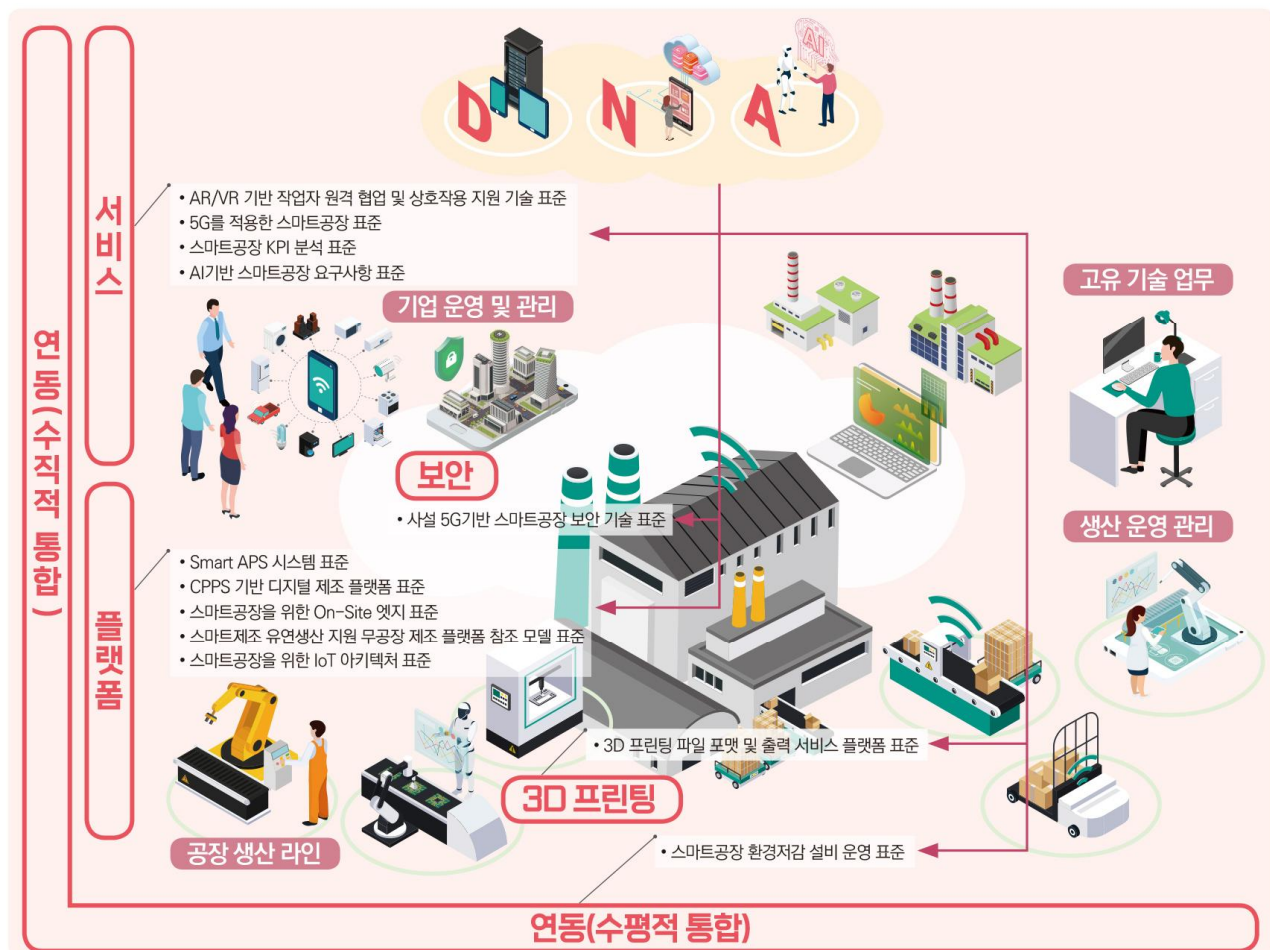 D N A
AI
서비스
• AR/VR 기반 작업자 원격 협업 및 상호작용 지원 기술 표준
• 5G를 적용한 스마트공장 표준
• 스마트공장 KPI 분석 표준
• AI기반 스마트공장 요구사항 표준
기업 운영 및 관리
고유 기술 업무
연동(수직적 통합)
보안
• 사설 5G기반 스마트공장 보안 기술 표준
생산 운영 관리
플랫폼
• Smart APS 시스템 표준
• CPPS 기반 디지털 제조 플랫폼 표준
• 스마트공장을 위한 On-Site 엣지 표준
• 스마트제조 유연생산 지원 무공장 제조 플랫폼 참조 모델 표준
• 스마트공장을 위한 IoT 아키텍처 표준
• 3D 프린팅 파일 포맷 및 출력 서비스 플랫폼 표준
3D 프린팅
공장 생산 라인
• 스마트공장 환경저감 설비 운영 표준
연동(수평적 통합)